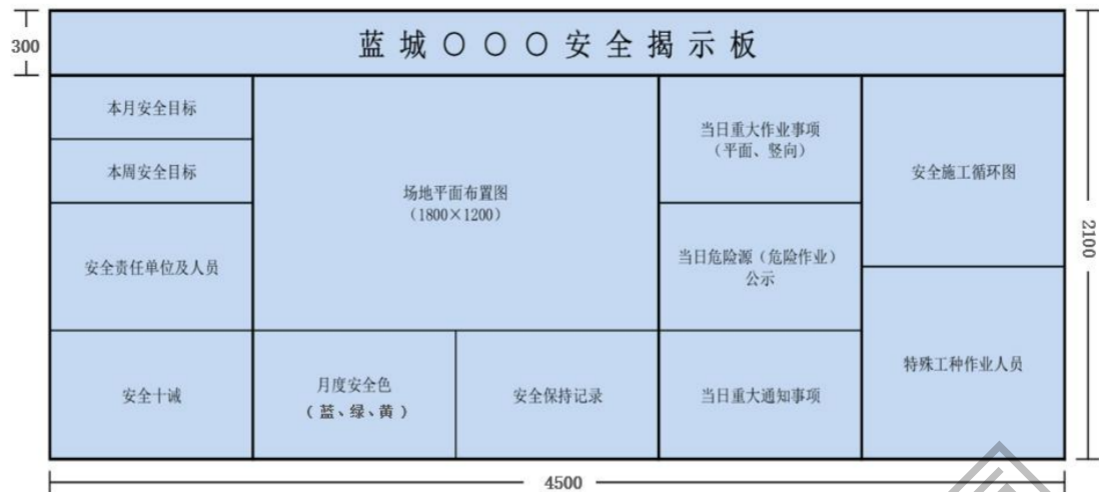 300
蓝城〇〇〇安全揭示板
本月安全目标
本周安全目标
安全责任单位及人员
安全十诫
场地平面布置图
(1800×1200)
月度安全色
(蓝、绿、黄)
安全保持记录
当日重大作业事项
(平面、竖向)
当日危险源(危险作业)
公示
当日重大通知事项
安全施工循环图
特殊工种作业人员
2100
4500